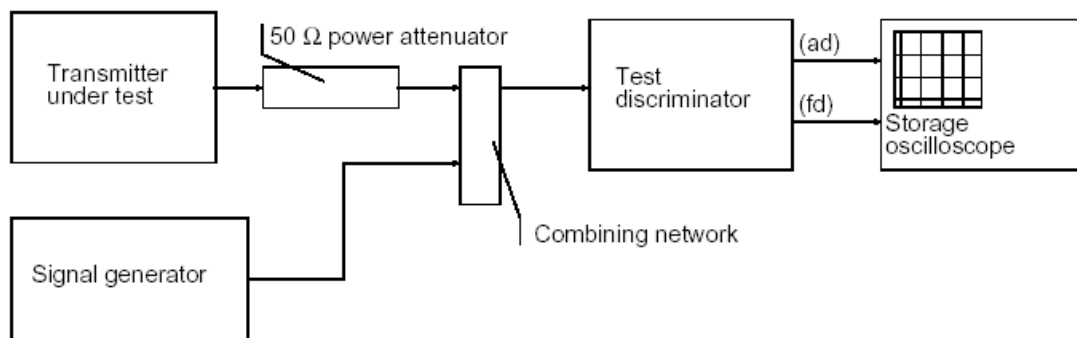 50 Ω power attenuator
Transmitter
under test
Test
discriminator
(ad)
(fd)
Storage
oscilloscope
Combining network
Signal generator